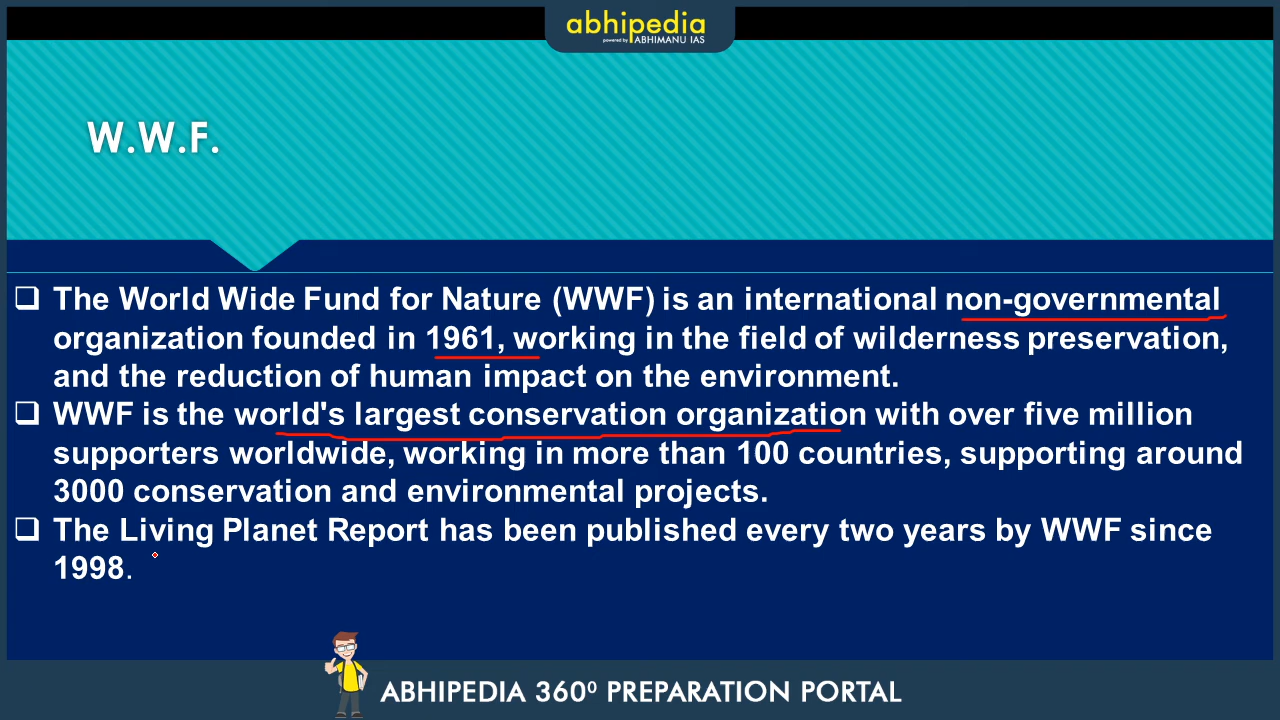 abhipedia
powered by ABHIMANU IAS
W.W.F.
❑ The World Wide Fund for Nature (WWF) is an international non-governmental
organization founded in 1961, working in the field of wilderness preservation,
and the reduction of human impact on the environment.
❑ WWF is the world's largest conservation organization with over five million
supporters worldwide, working in more than 100 countries, supporting around
3000 conservation and environmental projects.
❑ The Living Planet Report has been published every two years by WWF since
1998.
ABHIPEDIA 360⁰ PREPARATION PORTAL